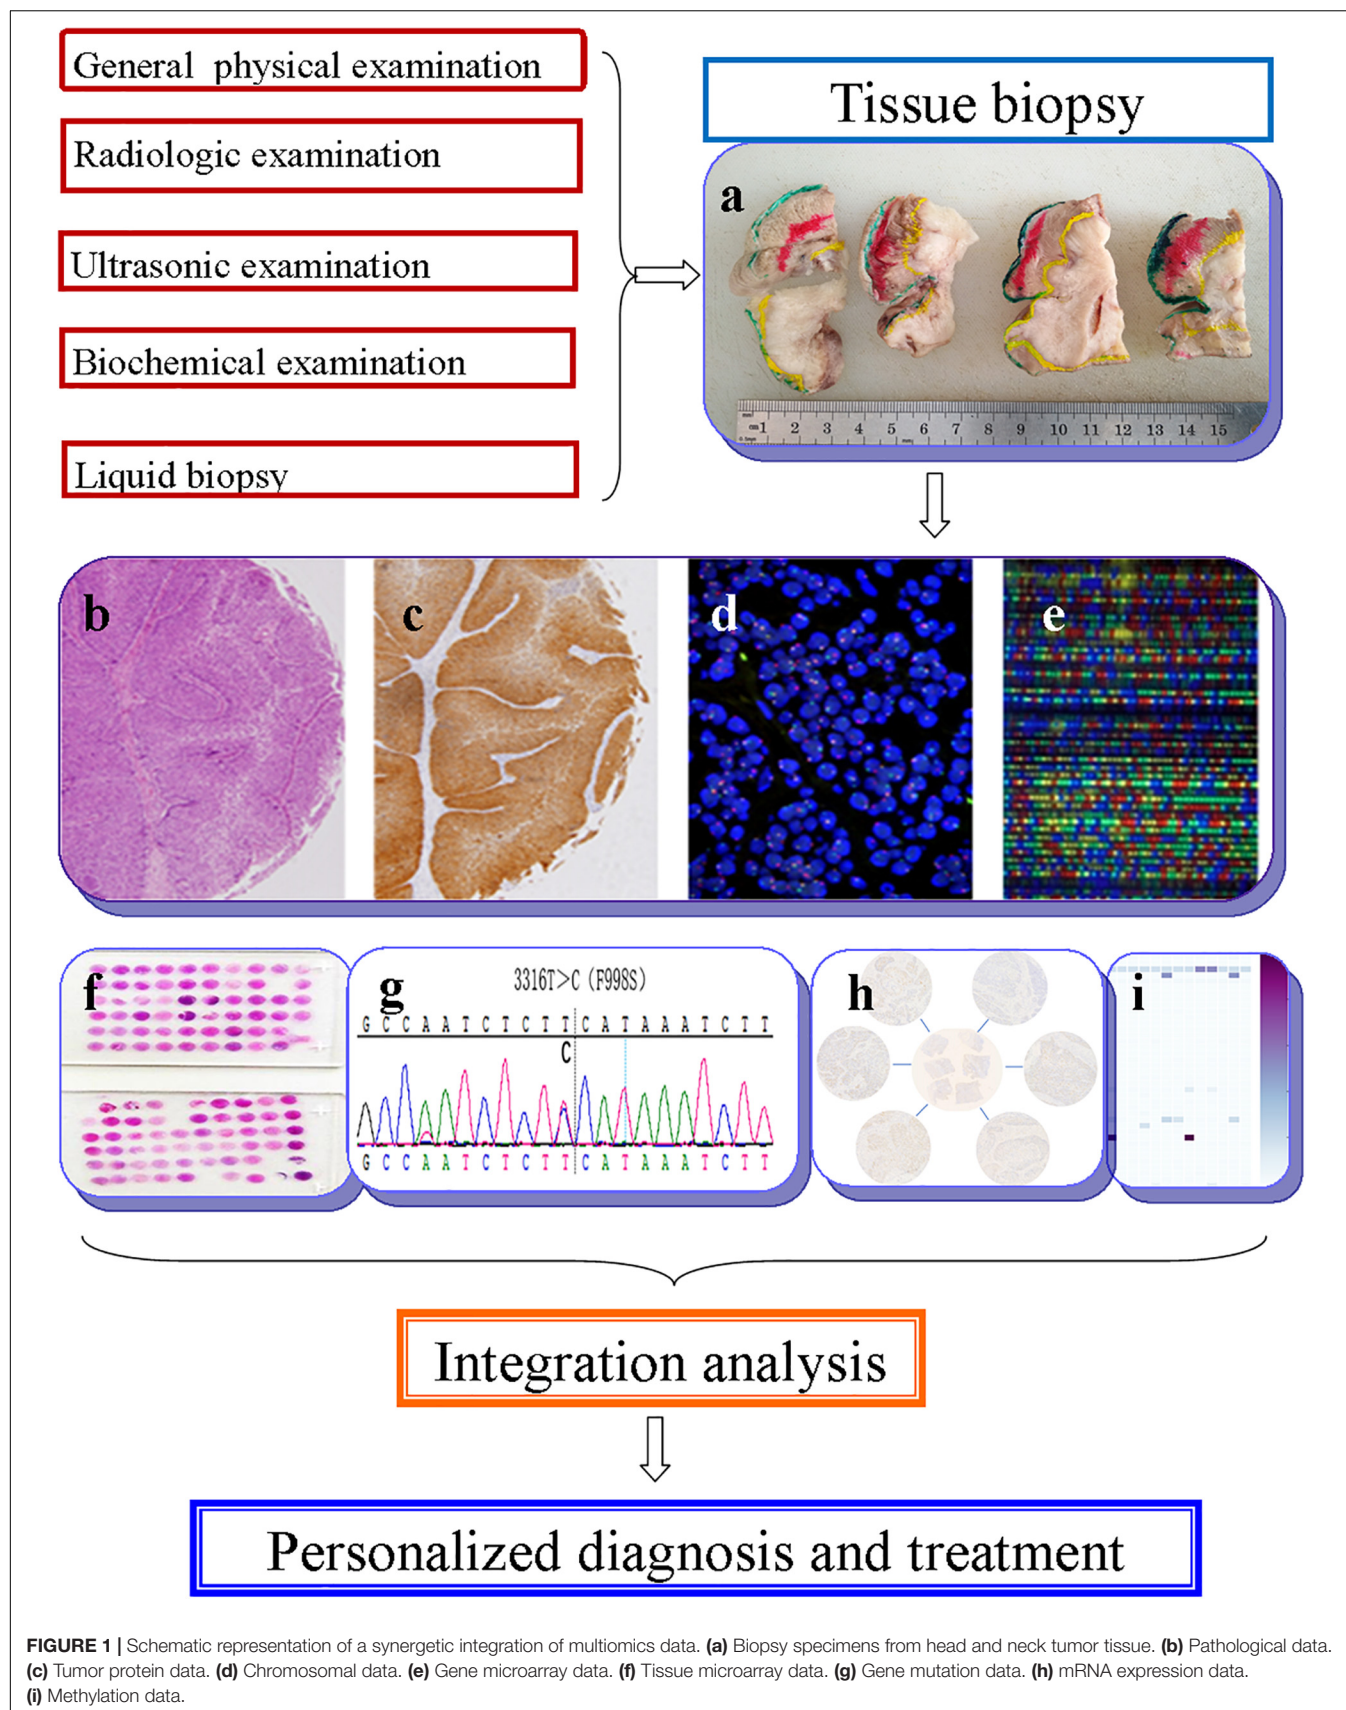 General physical examination
Radiologic examination
Ultrasonic examination
Biochemical examination
Liquid biopsy
Tissue biopsy
a
mm
cm 1 2 3 4 5 6 7 8 9 10 11 12 13 14 15
0.5mm
mm
b
c
d
e
f
g
3316T>C (F998S)
G C C A A T C T C T T C A T A A A T C T T
C
G C C A A T C T C T T C A T A A A T C T T
h
i
Integration analysis
Personalized diagnosis and treatment
FIGURE 1 | Schematic representation of a synergetic integration of multiomics data. (a) Biopsy specimens from head and neck tumor tissue. (b) Pathological data.
(c) Tumor protein data. (d) Chromosomal data. (e) Gene microarray data. (f) Tissue microarray data. (g) Gene mutation data. (h) mRNA expression data.
(i) Methylation data.